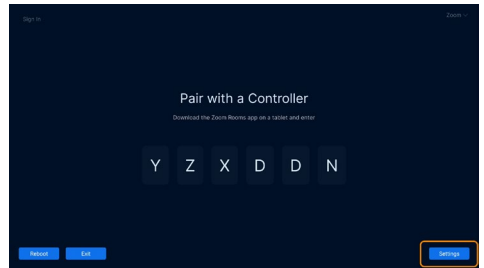 Sign In
Zoom
Pair with a Controller
Download the Zoom Rooms app on a tablet and enter
Y Z X D D N
Reboot Exit Settings